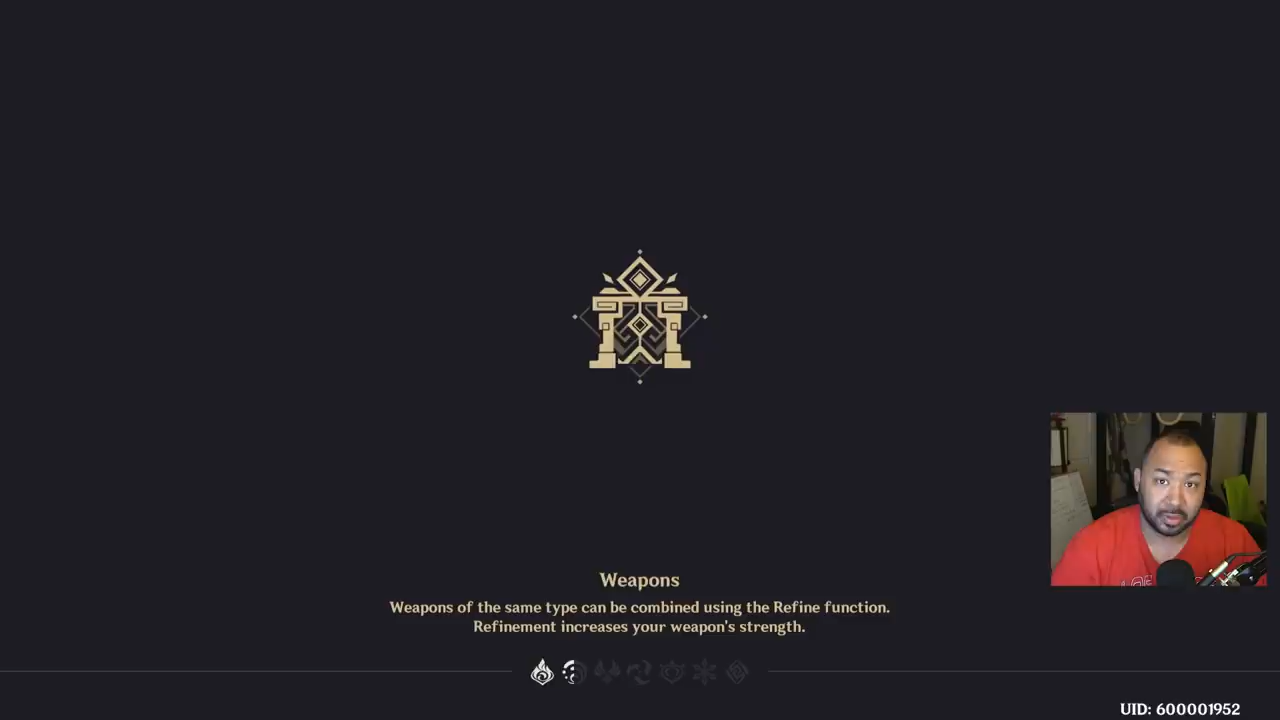 Weapons
Weapons of the same type can be combined using the Refine function.
Refinement increases your weapon's strength.
UID: 600001952